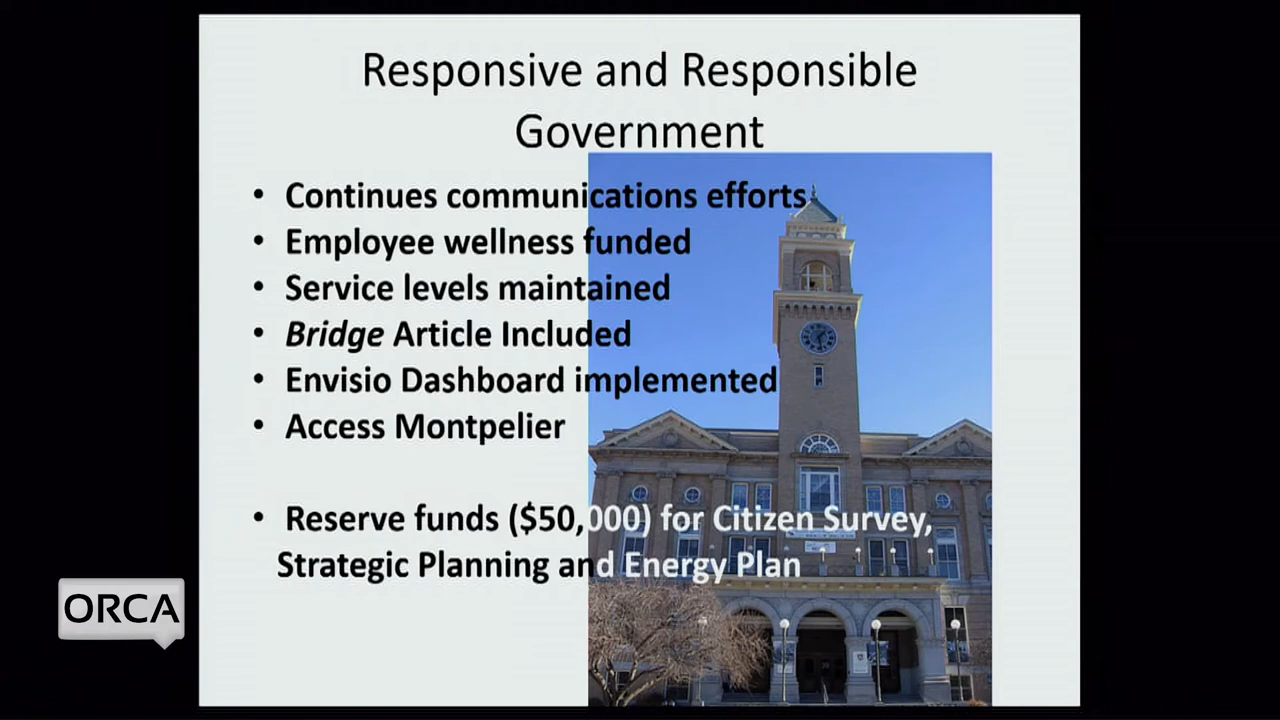 Responsive and Responsible
Government
• Continues communications efforts
• Employee wellness funded
• Service levels maintained
• Bridge Article Included
• Envisio Dashboard implemented
• Access Montpelier
• Reserve funds ($50,000) for Citizen Survey,
Strategic Planning and Energy Plan
ORCA